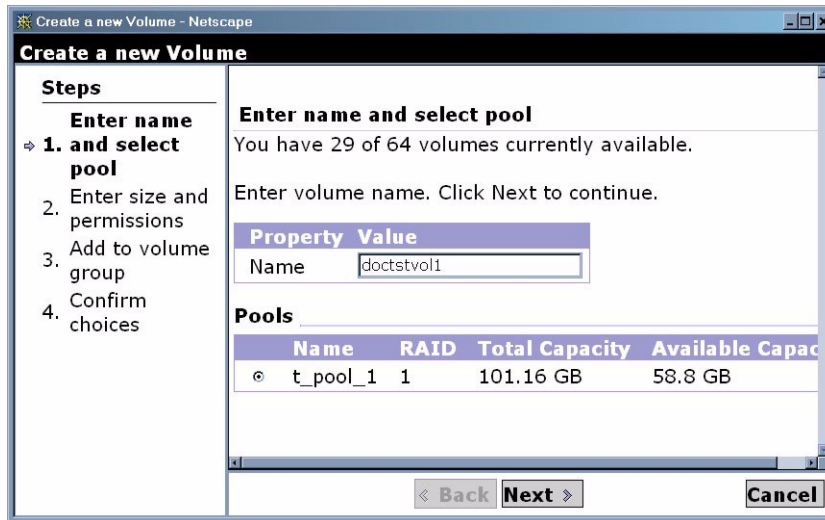 Create a new Volume - Netscape
Create a new Volume
Steps
1. Enter name and select pool
2. Enter size and permissions
3. Add to volume group
4. Confirm choices
Enter name and select pool
You have 29 of 64 volumes currently available.
Enter volume name. Click Next to continue.
Property Value
Name doctstvol1
Pools
Name RAID Total Capacity Available Capac
t_pool_1 1 101.16 GB 58.8 GB
« Back Next » Cancel